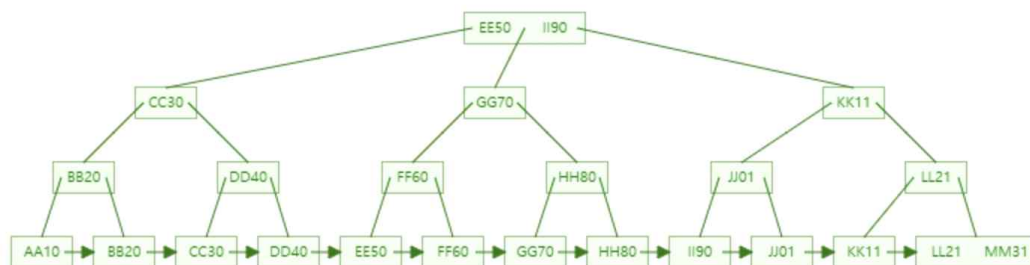 EE50 II90
CC30 GG70 KK11
BB20 DD40 FF60 HH80 JJ01 LL21
AA10 BB20 CC30 DD40 EE50 FF60 GG70 HH80 II90 JJ01 KK11 LL21 MM31